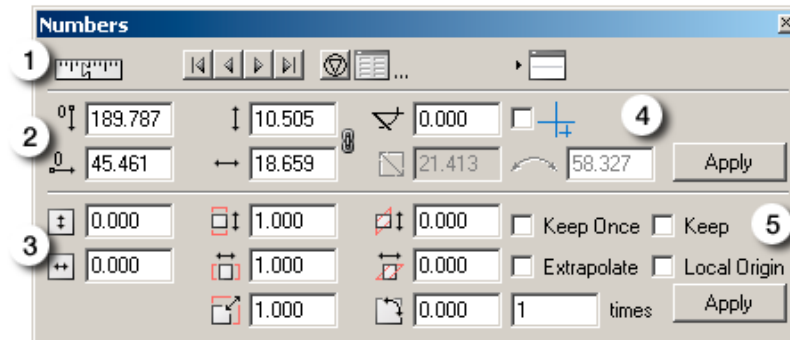 Numbers
1 ...
2 0 189.787 10.505 0.000 4
0 45.461 18.659 21.413 58.327 Apply
3 0.000 1.000 0.000 Keep Once Keep 5
0.000 1.000 0.000 Extrapolate Local Origin
1.000 0.000 1 times Apply